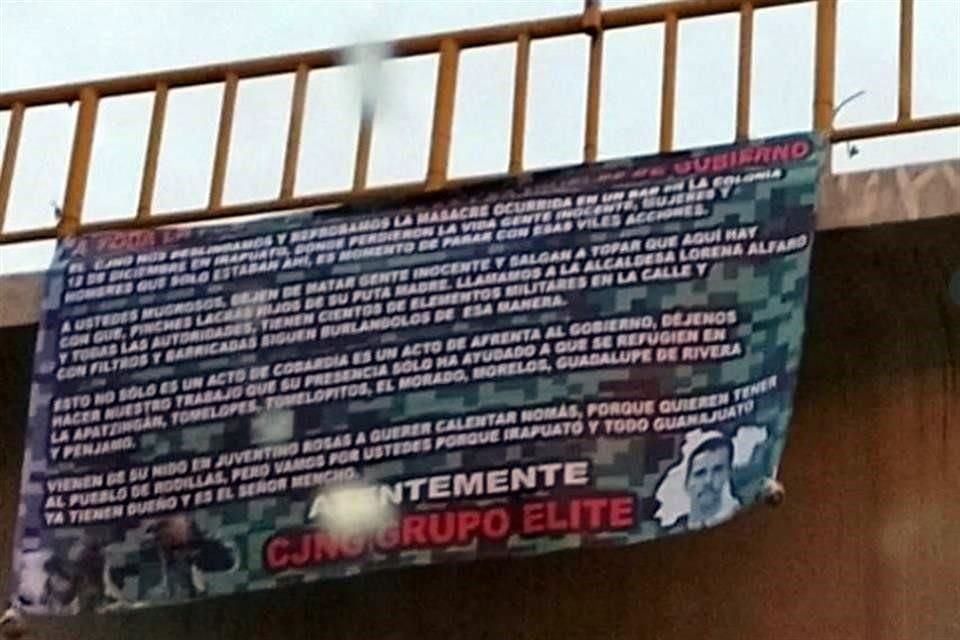 A TODA LA DE GOBIERNO
EL CJNG NOS DESLINDAMOS Y REPROBAMOS LA MASACRE OCURRIDA EN UN BAR EN LA COLONIA
12 DE DICIEMBRE EN IRAPUATO, DONDE PERDIERON LA VIDA GENTE INOCENTE, MUJERES Y
HOMBRES QUE SOLO ESTABAN AHÍ, ES MOMENTO DE PARAR CON ESAS VILES ACCIONES.
A USTEDES MUGROSOS, DEJEN DE MATAR GENTE INOCENTE Y SALGAN A TOPAR QUE AQUÍ HAY
CON QUE, PINCHES LACRAS HIJOS DE SU PUTA MADRE. LLAMAMOS A LA ALCALDESA LORENA ALFARO
Y TODAS LAS AUTORIDADES, TIENEN CIENTOS DE ELEMENTOS MILITARES EN LA CALLE Y
CON FILTROS Y BARRICADAS SIGUEN BURLANDOLOS DE ESA MANERA.
ESTO NO SÓLO ES UN ACTO DE COBARDÍA ES UN ACTO DE AFRENTA AL GOBIERNO, DÉJENOS
HACER NUESTRO TRABAJO QUE SU PRESENCIA SOLO HA AYUDADO A QUE SE REFUGIEN EN
LA APATZINGÁN, TOMELOPES, TOMELOPITOS, EL MORADO, MORELOS, GUADALUPE DE RIVERA
Y PENJAMO.
VIENEN DE SU NIDO EN JUVENTINO ROSAS A QUERER CALENTAR NOMÁS, PORQUE QUIEREN TENER
AL PUEBLO DE RODILLAS, PERO VAMOS POR USTEDES PORQUE IRAPUATO Y TODO GUANAJUATO
YA TIENEN DUEÑO Y ES EL SEÑOR MENCHO.
ATENTEMENTE
CJNG GRUPO ELITE